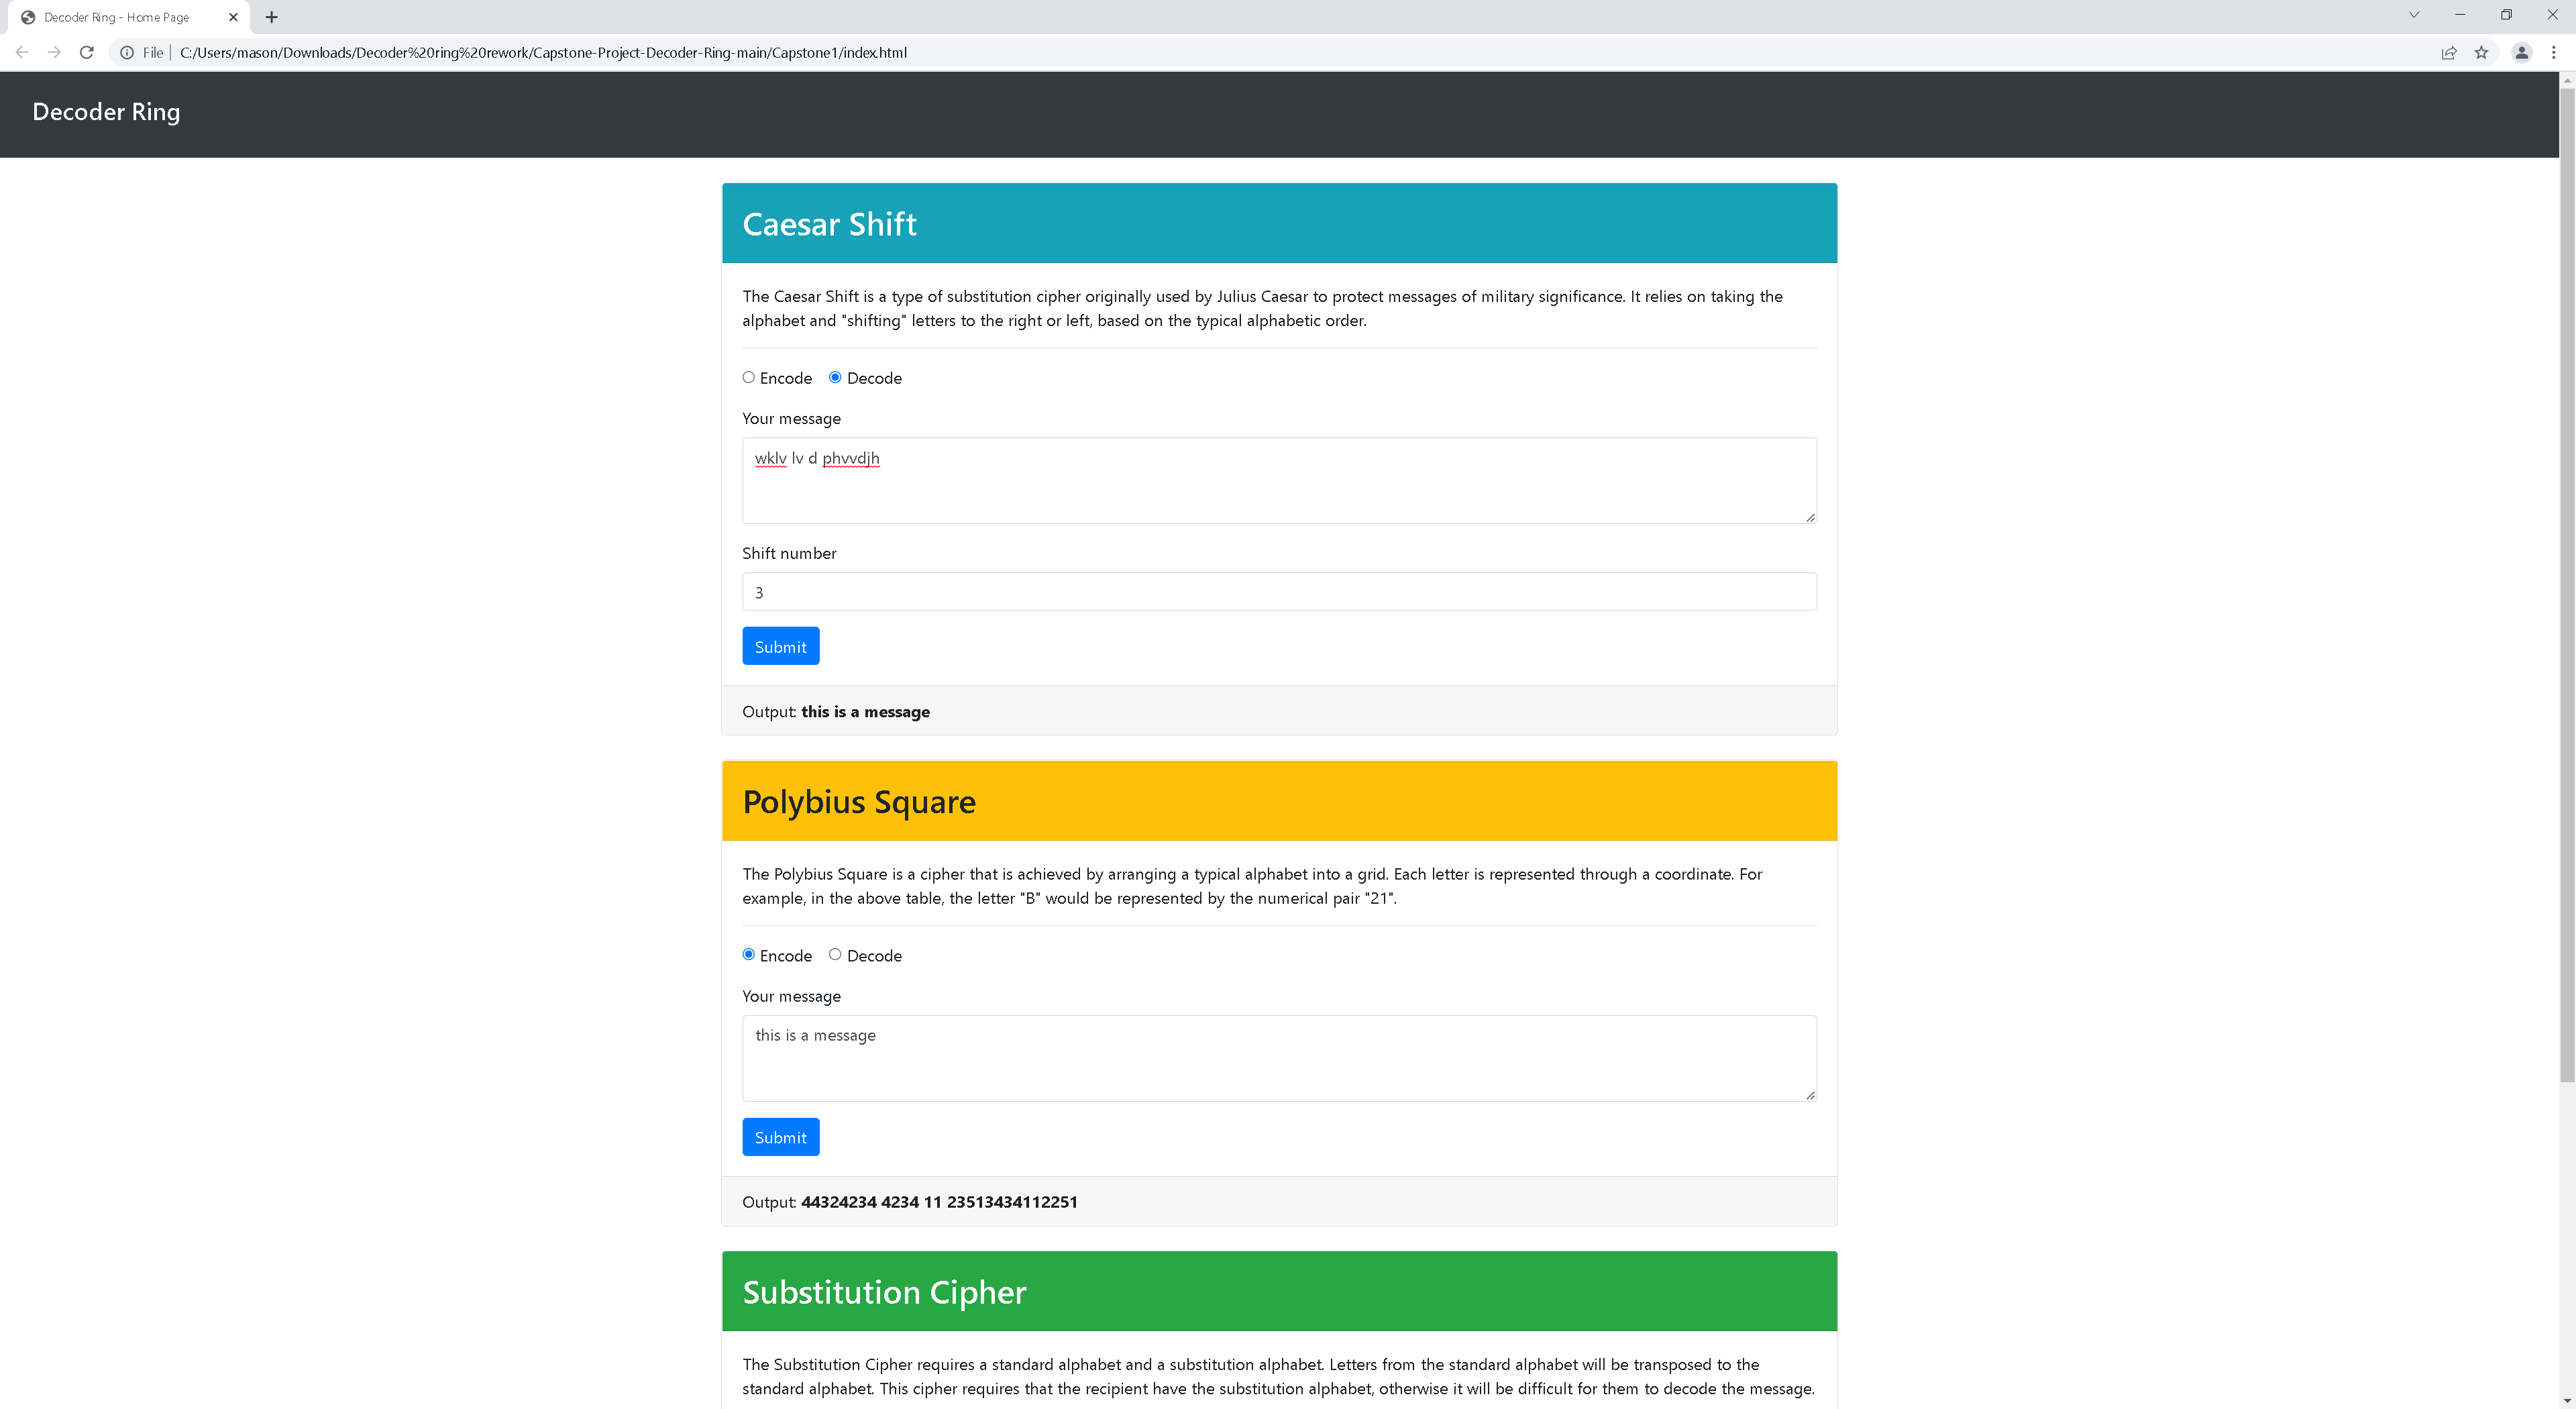 Decoder Ring - Home Page
File | C:/Users/mason/Downloads/Decoder%20ring%20rework/Capstone-Project-Decoder-Ring-main/Capstone1/index.html
Decoder Ring
Caesar Shift
The Caesar Shift is a type of substitution cipher originally used by Julius Caesar to protect messages of military significance. It relies on taking the
alphabet and "shifting" letters to the right or left, based on the typical alphabetic order.
Encode Decode
Your message
wklv lv d phvvdjh
Shift number
3
Submit
Output: this is a message
Polybius Square
The Polybius Square is a cipher that is achieved by arranging a typical alphabet into a grid. Each letter is represented through a coordinate. For
example, in the above table, the letter "B" would be represented by the numerical pair "21".
Encode Decode
Your message
this is a message
Submit
Output: 44324234 4234 11 23513434112251
Substitution Cipher
The Substitution Cipher requires a standard alphabet and a substitution alphabet. Letters from the standard alphabet will be transposed to the
standard alphabet. This cipher requires that the recipient have the substitution alphabet, otherwise it will be difficult for them to decode the message.